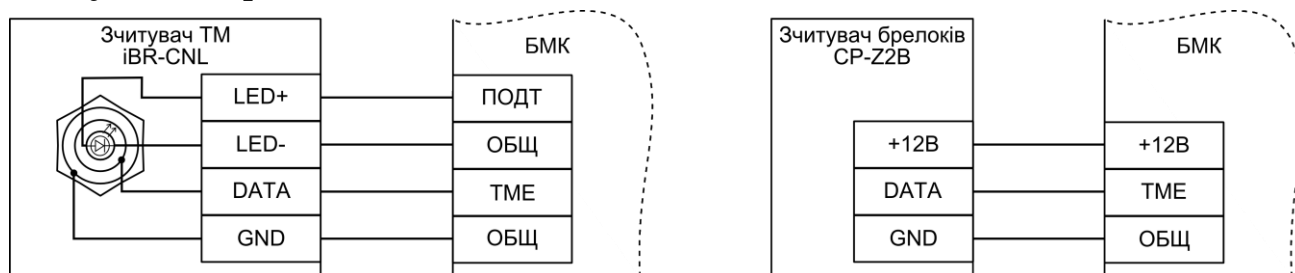 Зчитувач ТМ
iBR-CNL
БМК
LED+
ПОДТ
LED-
ОБЩ
DATA
TME
GND
ОБЩ
Зчитувач брелоків
CP-Z2B
БМК
+12В
+12В
DATA
TME
GND
ОБЩ